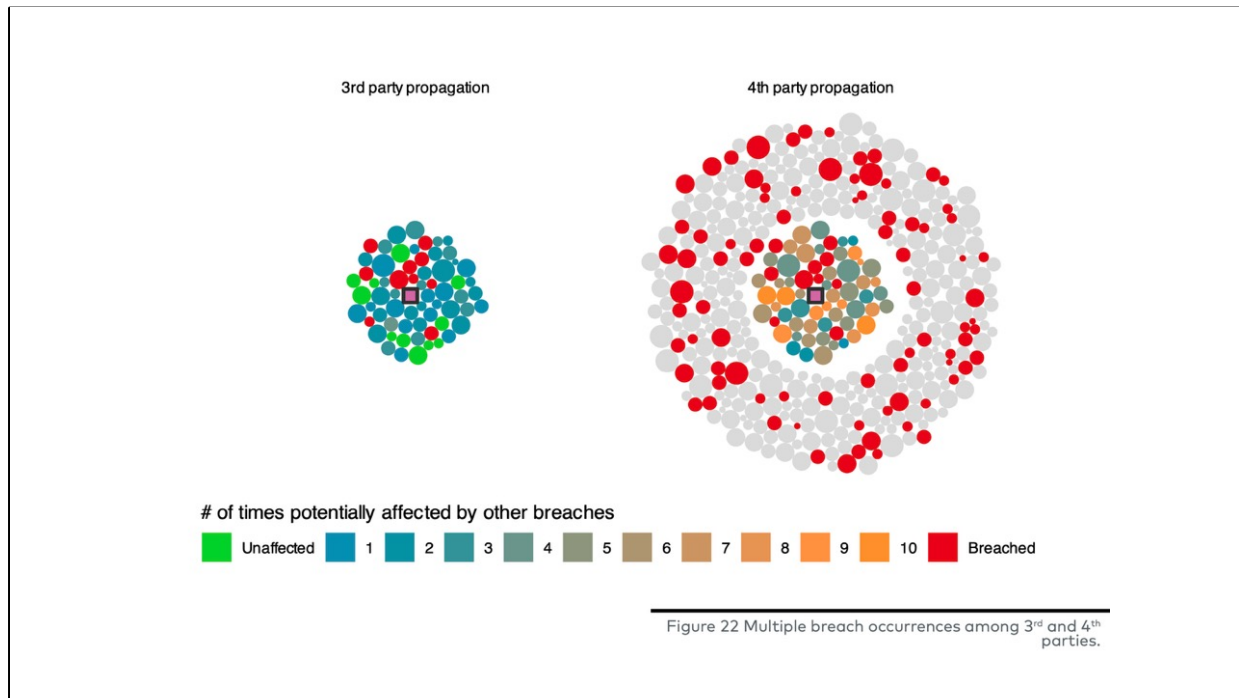 3rd party propagation
4th party propagation
# of times potentially affected by other breaches
Unaffected 1 2 3 4 5 6 7 8 9 10 Breached
Figure 22 Multiple breach occurrences among 3rd and 4th
parties.